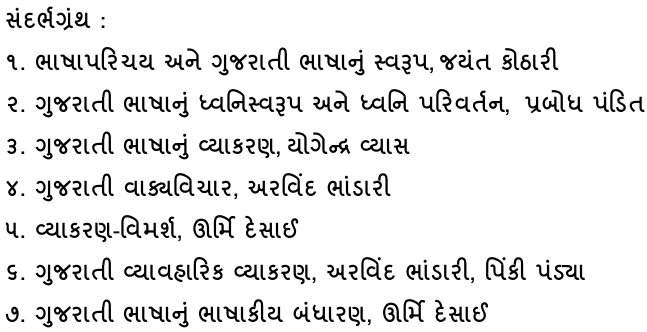 સંદર્ભગ્રંથ :
૧. ભાષાપરિચય અને ગુજરાતી ભાષાનું સ્વરૂપ, જયંત કોઠારી
૨. ગુજરાતી ભાષાનું ધ્વનિસ્વરૂપ અને ધ્વનિ પરિવર્તન, પ્રબોધ પંડિત
૩. ગુજરાતી ભાષાનું વ્યાકરણ, યોગેન્દ્ર વ્યાસ
૪. ગુજરાતી વાક્યવિચાર, અરવિંદ ભાંડારી
૫. વ્યાકરણ-વિમર્શ, ઊર્મિ દેસાઈ
૬. ગુજરાતી વ્યાવહારિક વ્યાકરણ, અરવિંદ ભાંડારી, પિંકી પંડ્યા
૭. ગુજરાતી ભાષાનું ભાષાકીય બંધારણ, ઊર્મિ દેસાઈ